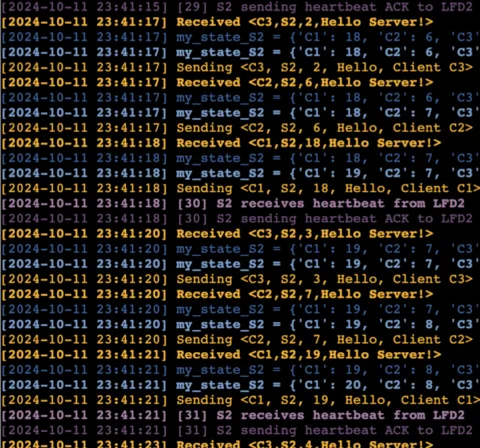 [2024-10-11 23:41:15] [29] S2 sending heartbeat ACK to LFD2
[2024-10-11 23:41:17] Received <C3,S2,2,Hello Server!>
[2024-10-11 23:41:17] my_state_S2 = {'C1': 18, 'C2': 6, 'C3'
[2024-10-11 23:41:17] my_state_S2 = {'C1': 18, 'C2': 6, 'C3'
[2024-10-11 23:41:17] Sending <C3, S2, 2, Hello, Client C3>
[2024-10-11 23:41:17] Received <C2,S2,6,Hello Server!>
[2024-10-11 23:41:17] my_state_S2 = {'C1': 18, 'C2': 6, 'C3'
[2024-10-11 23:41:17] my_state_S2 = {'C1': 18, 'C2': 7, 'C3'
[2024-10-11 23:41:17] Sending <C2, S2, 6, Hello, Client C2>
[2024-10-11 23:41:18] Received <C1,S2,18,Hello Server!>
[2024-10-11 23:41:18] my_state_S2 = {'C1': 18, 'C2': 7, 'C3'
[2024-10-11 23:41:18] my_state_S2 = {'C1': 19, 'C2': 7, 'C3'
[2024-10-11 23:41:18] Sending <C1, S2, 18, Hello, Client C1>
[2024-10-11 23:41:18] [30] S2 receives heartbeat from LFD2
[2024-10-11 23:41:18] [30] S2 sending heartbeat ACK to LFD2
[2024-10-11 23:41:20] Received <C3,S2,3,Hello Server!>
[2024-10-11 23:41:20] my_state_S2 = {'C1': 19, 'C2': 7, 'C3'
[2024-10-11 23:41:20] my_state_S2 = {'C1': 19, 'C2': 7, 'C3'
[2024-10-11 23:41:20] Sending <C3, S2, 3, Hello, Client C3>
[2024-10-11 23:41:20] Received <C2,S2,7,Hello Server!>
[2024-10-11 23:41:20] my_state_S2 = {'C1': 19, 'C2': 7, 'C3'
[2024-10-11 23:41:20] my_state_S2 = {'C1': 19, 'C2': 8, 'C3'
[2024-10-11 23:41:20] Sending <C2, S2, 7, Hello, Client C2>
[2024-10-11 23:41:21] Received <C1,S2,19,Hello Server!>
[2024-10-11 23:41:21] my_state_S2 = {'C1': 19, 'C2': 8, 'C3'
[2024-10-11 23:41:21] my_state_S2 = {'C1': 20, 'C2': 8, 'C3'
[2024-10-11 23:41:21] Sending <C1, S2, 19, Hello, Client C1>
[2024-10-11 23:41:21] [31] S2 receives heartbeat from LFD2
[2024-10-11 23:41:21] [31] S2 sending heartbeat ACK to LFD2
[2024-10-11 23:41:23] Received <C3,S2,4,Hello Server!>